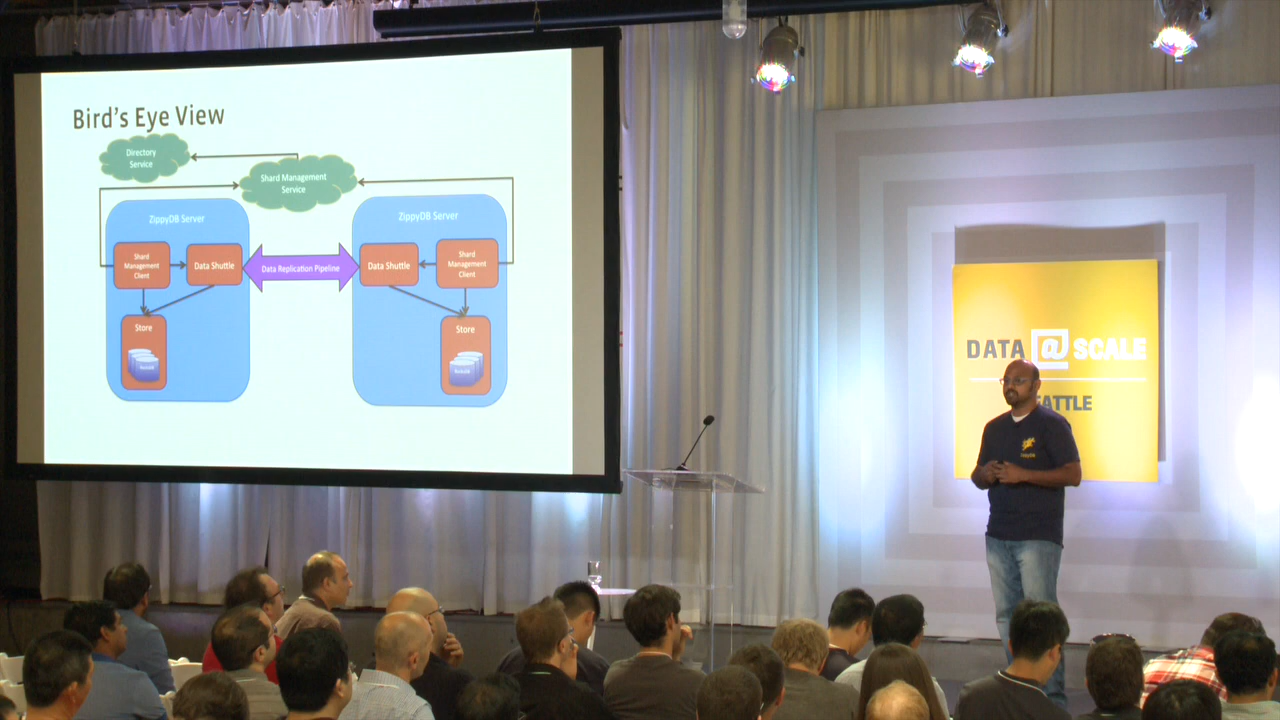 Bird's Eye View
Directory
Service
Shard Management
Service
ZippyDB Server
Shard
Management
Client
Data Shuttle
Store
Data Replication Pipeline
ZippyDB Server
Data Shuttle
Shard
Management
Client
Store
DATA @ SCALE
EATTLE